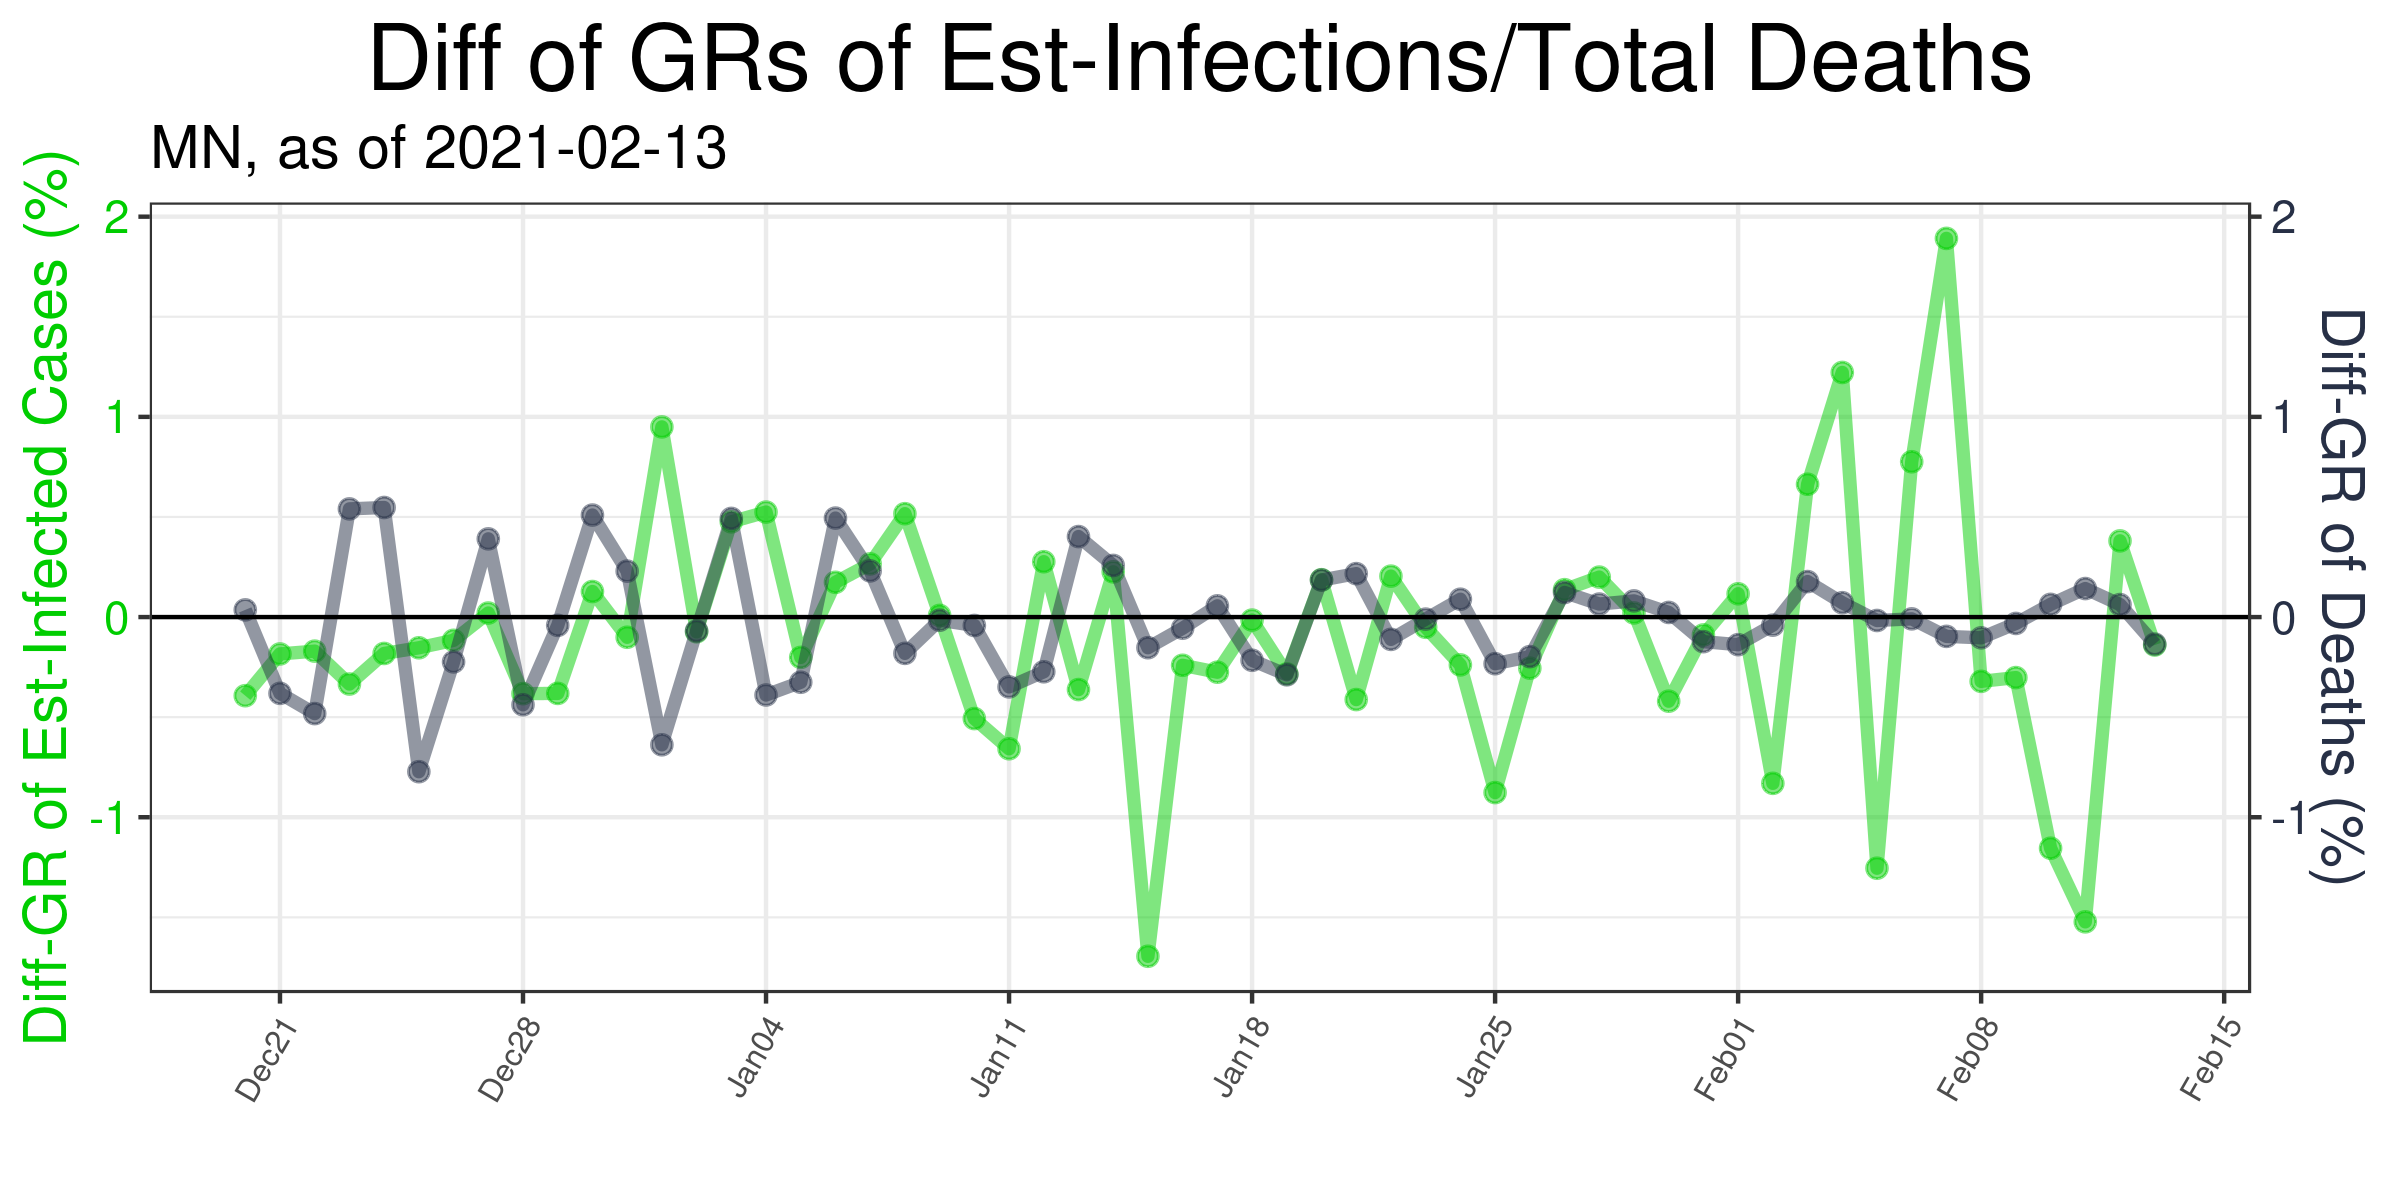 Diff of GRs of Est-Infections/Total Deaths
MN, as of 2021-02-13
Diff-GR of Est-Infected Cases (%)
2
1
0
-1
2
1
0
-1
Diff-GR of Deaths (%)
Dec21
Dec28
Jan04
Jan11
Jan18
Jan25
Feb01
Feb08
Feb15